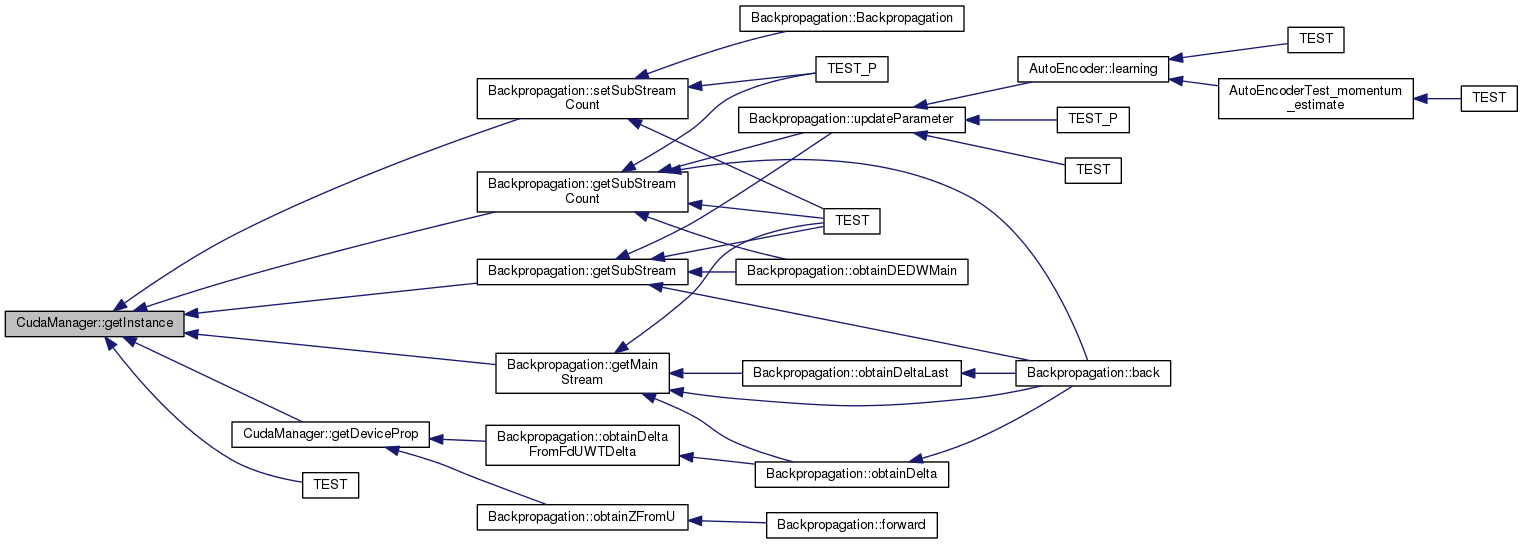 Backpropagation::Backpropagation
TEST
TEST_P
AutoEncoder::learning
Backpropagation::setSubStream
Count
AutoEncoderTest_momentum
_estimate
TEST
Backpropagation::updateParameter
TEST_P
TEST
Backpropagation::getSubStream
Count
TEST
Backpropagation::getSubStream
Backpropagation::obtainDEDWMain
CudaManager::getInstance
Backpropagation::getMain
Stream
Backpropagation::obtainDeltaLast
Backpropagation::back
CudaManager::getDeviceProp
Backpropagation::obtainDelta
FromFdUWTDelta
Backpropagation::obtainDelta
TEST
Backpropagation::obtainZFromU
Backpropagation::forward